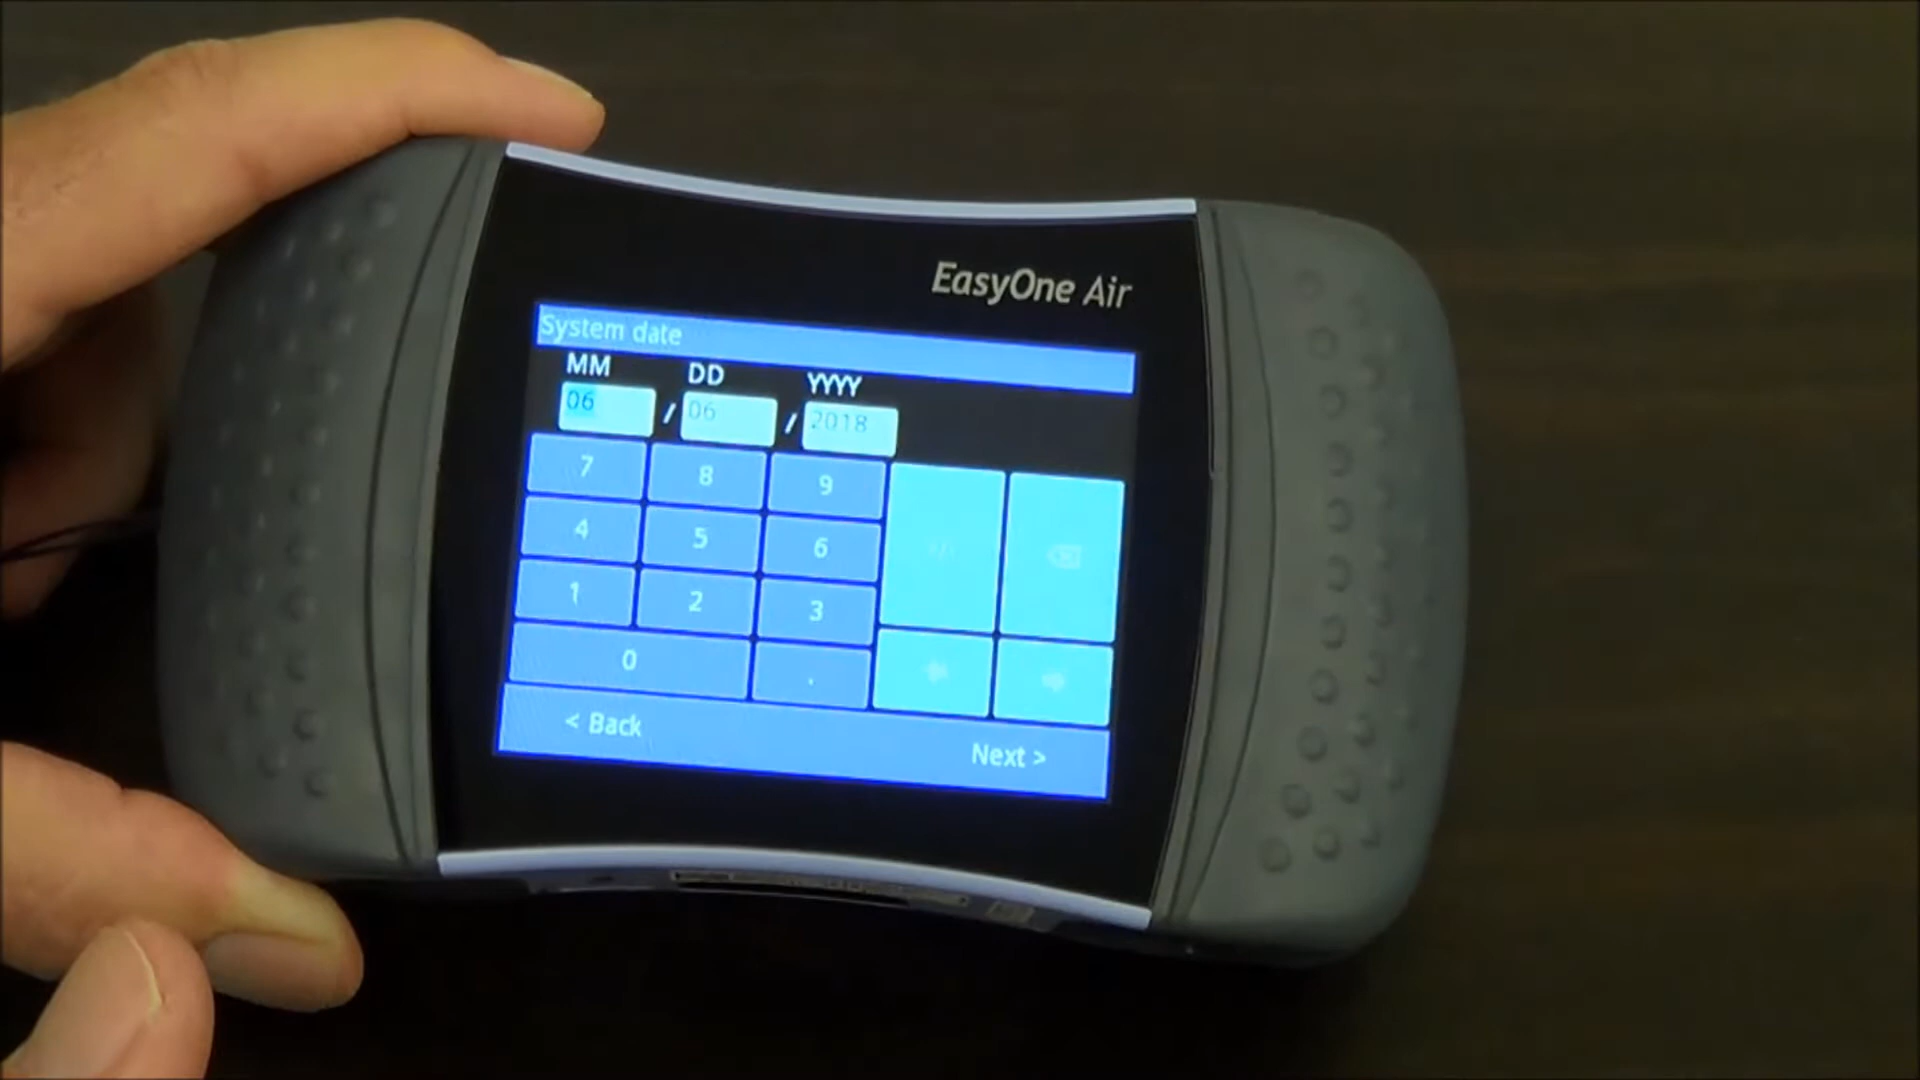 EasyOne Air
System date
MM DD YYYY
06 / 06 / 2018
7 8 9
4 5 6
1 2 3
0 .
< Back Next >